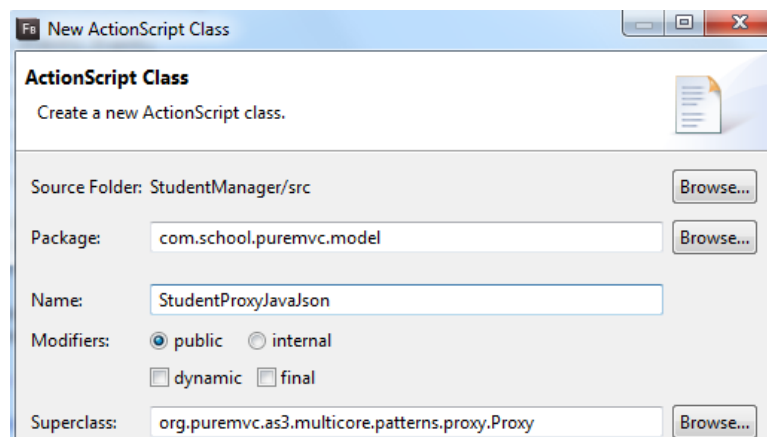 FB New ActionScript Class
ActionScript Class
Create a new ActionScript class.
Source Folder: StudentManager/src Browse...
Package: com.school.puremvc.model Browse...
Name: StudentProxyJavaJson
Modifiers: public internal
dynamic final
Superclass: org.puremvc.as3.multicore.patterns.proxy.Proxy Browse...